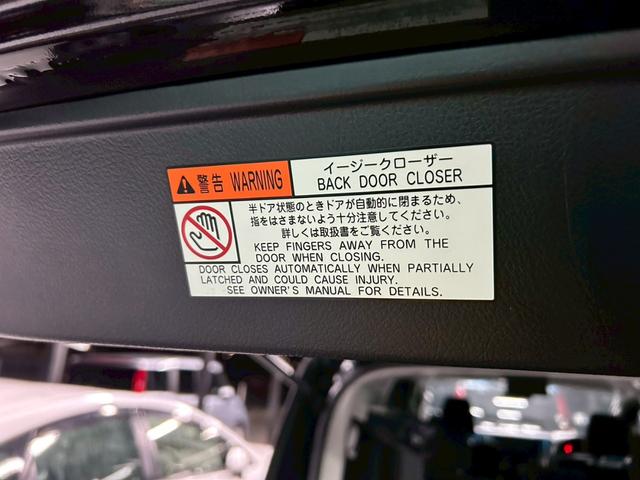 警告 WARNING
イージークローザー
BACK DOOR CLOSER
半ドア状態のときドアが自動的に閉まるため、
指をはさまないよう十分注意してください。
詳しくは取扱書をご覧ください。
KEEP FINGERS AWAY FROM THE
DOOR WHEN CLOSING.
DOOR CLOSES AUTOMATICALLY WHEN PARTIALLY
LATCHED AND COULD CAUSE INJURY.
SEE OWNER'S MANUAL FOR DETAILS.